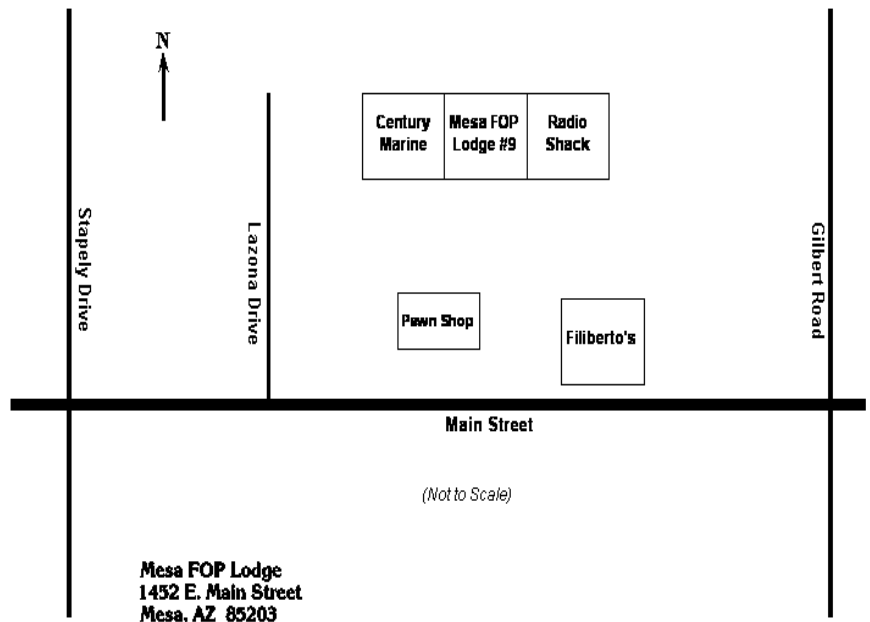 N
Century
Marine
Mesa FOP
Lodge #9
Radio
Shack
Stapely Drive
Lazona Drive
Gilbert Road
Pawn Shop
Filiberto's
Main Street
(Not to Scale)
Mesa FOP Lodge
1452 E. Main Street
Mesa, AZ 85203